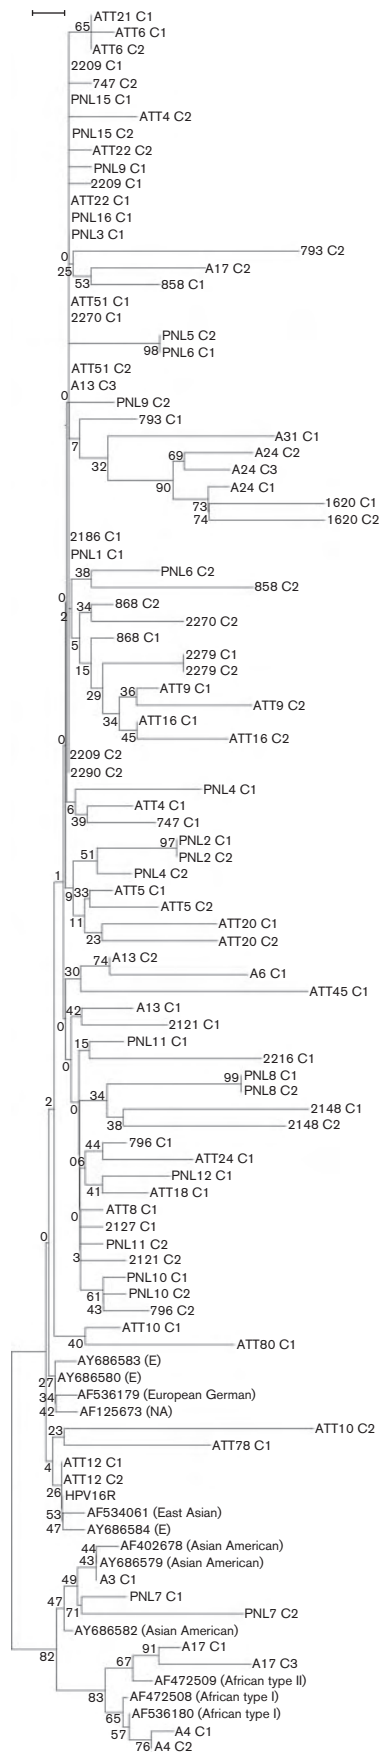 ATT21 C1
65
ATT6 C1
ATT6 C2
2209 C1
747 C2
PNL15 C1
ATT4 C2
PNL15 C2
ATT22 C2
PNL9 C1
2209 C1
ATT22 C1
PNL16 C1
PNL3 C1
793 C2
0
25
A17 C2
53
858 C1
ATT51 C1
2270 C1
PNL5 C2
98
PNL6 C1
ATT51 C2
A13 C3
0
PNL9 C2
793 C1
7
A31 C1
32
69
A24 C2
A24 C3
90
A24 C1
73
1620 C1
74
1620 C2
2186 C1
PNL1 C1
38
PNL6 C2
858 C2
0
2
34
868 C2
2270 C2
5
868 C1
15
2279 C1
2279 C2
29
36
ATT9 C1
ATT9 C2
34
ATT16 C1
45
ATT16 C2
0
2209 C2
2290 C2
PNL4 C1
6
ATT4 C1
39
747 C1
97
PNL2 C1
51
PNL2 C2
PNL4 C2
1
9
33
ATT5 C1
ATT5 C2
11
ATT20 C1
23
ATT20 C2
74
A13 C2
30
A6 C1
ATT45 C1
42
A13 C1
0
2121 C1
15
PNL11 C1
2216 C1
0
99
PNL8 C1
PNL8 C2
34
2
0
2148 C1
38
2148 C2
44
796 C1
06
ATT24 C1
PNL12 C1
41
ATT18 C1
ATT8 C1
0
2127 C1
PNL11 C2
0
3
2121 C2
PNL10 C1
61
PNL10 C2
43
796 C2
ATT10 C1
40
ATT80 C1
AY686583 (E)
27
AY686580 (E)
34
AF536179 (European German)
42
AF125673 (NA)
23
ATT10 C2
ATT78 C1
4
ATT12 C1
ATT12 C2
26
HPV16R
53
AF534061 (East Asian)
47
AY686584 (E)
44
AF402678 (Asian American)
43
AY686579 (Asian American)
49
A3 C1
PNL7 C1
47
71
PNL7 C2
AY686582 (Asian American)
82
91
A17 C1
67
A17 C3
AF472509 (African type II)
83
AF472508 (African type I)
65
AF536180 (African type I)
57
A4 C1
76
A4 C2